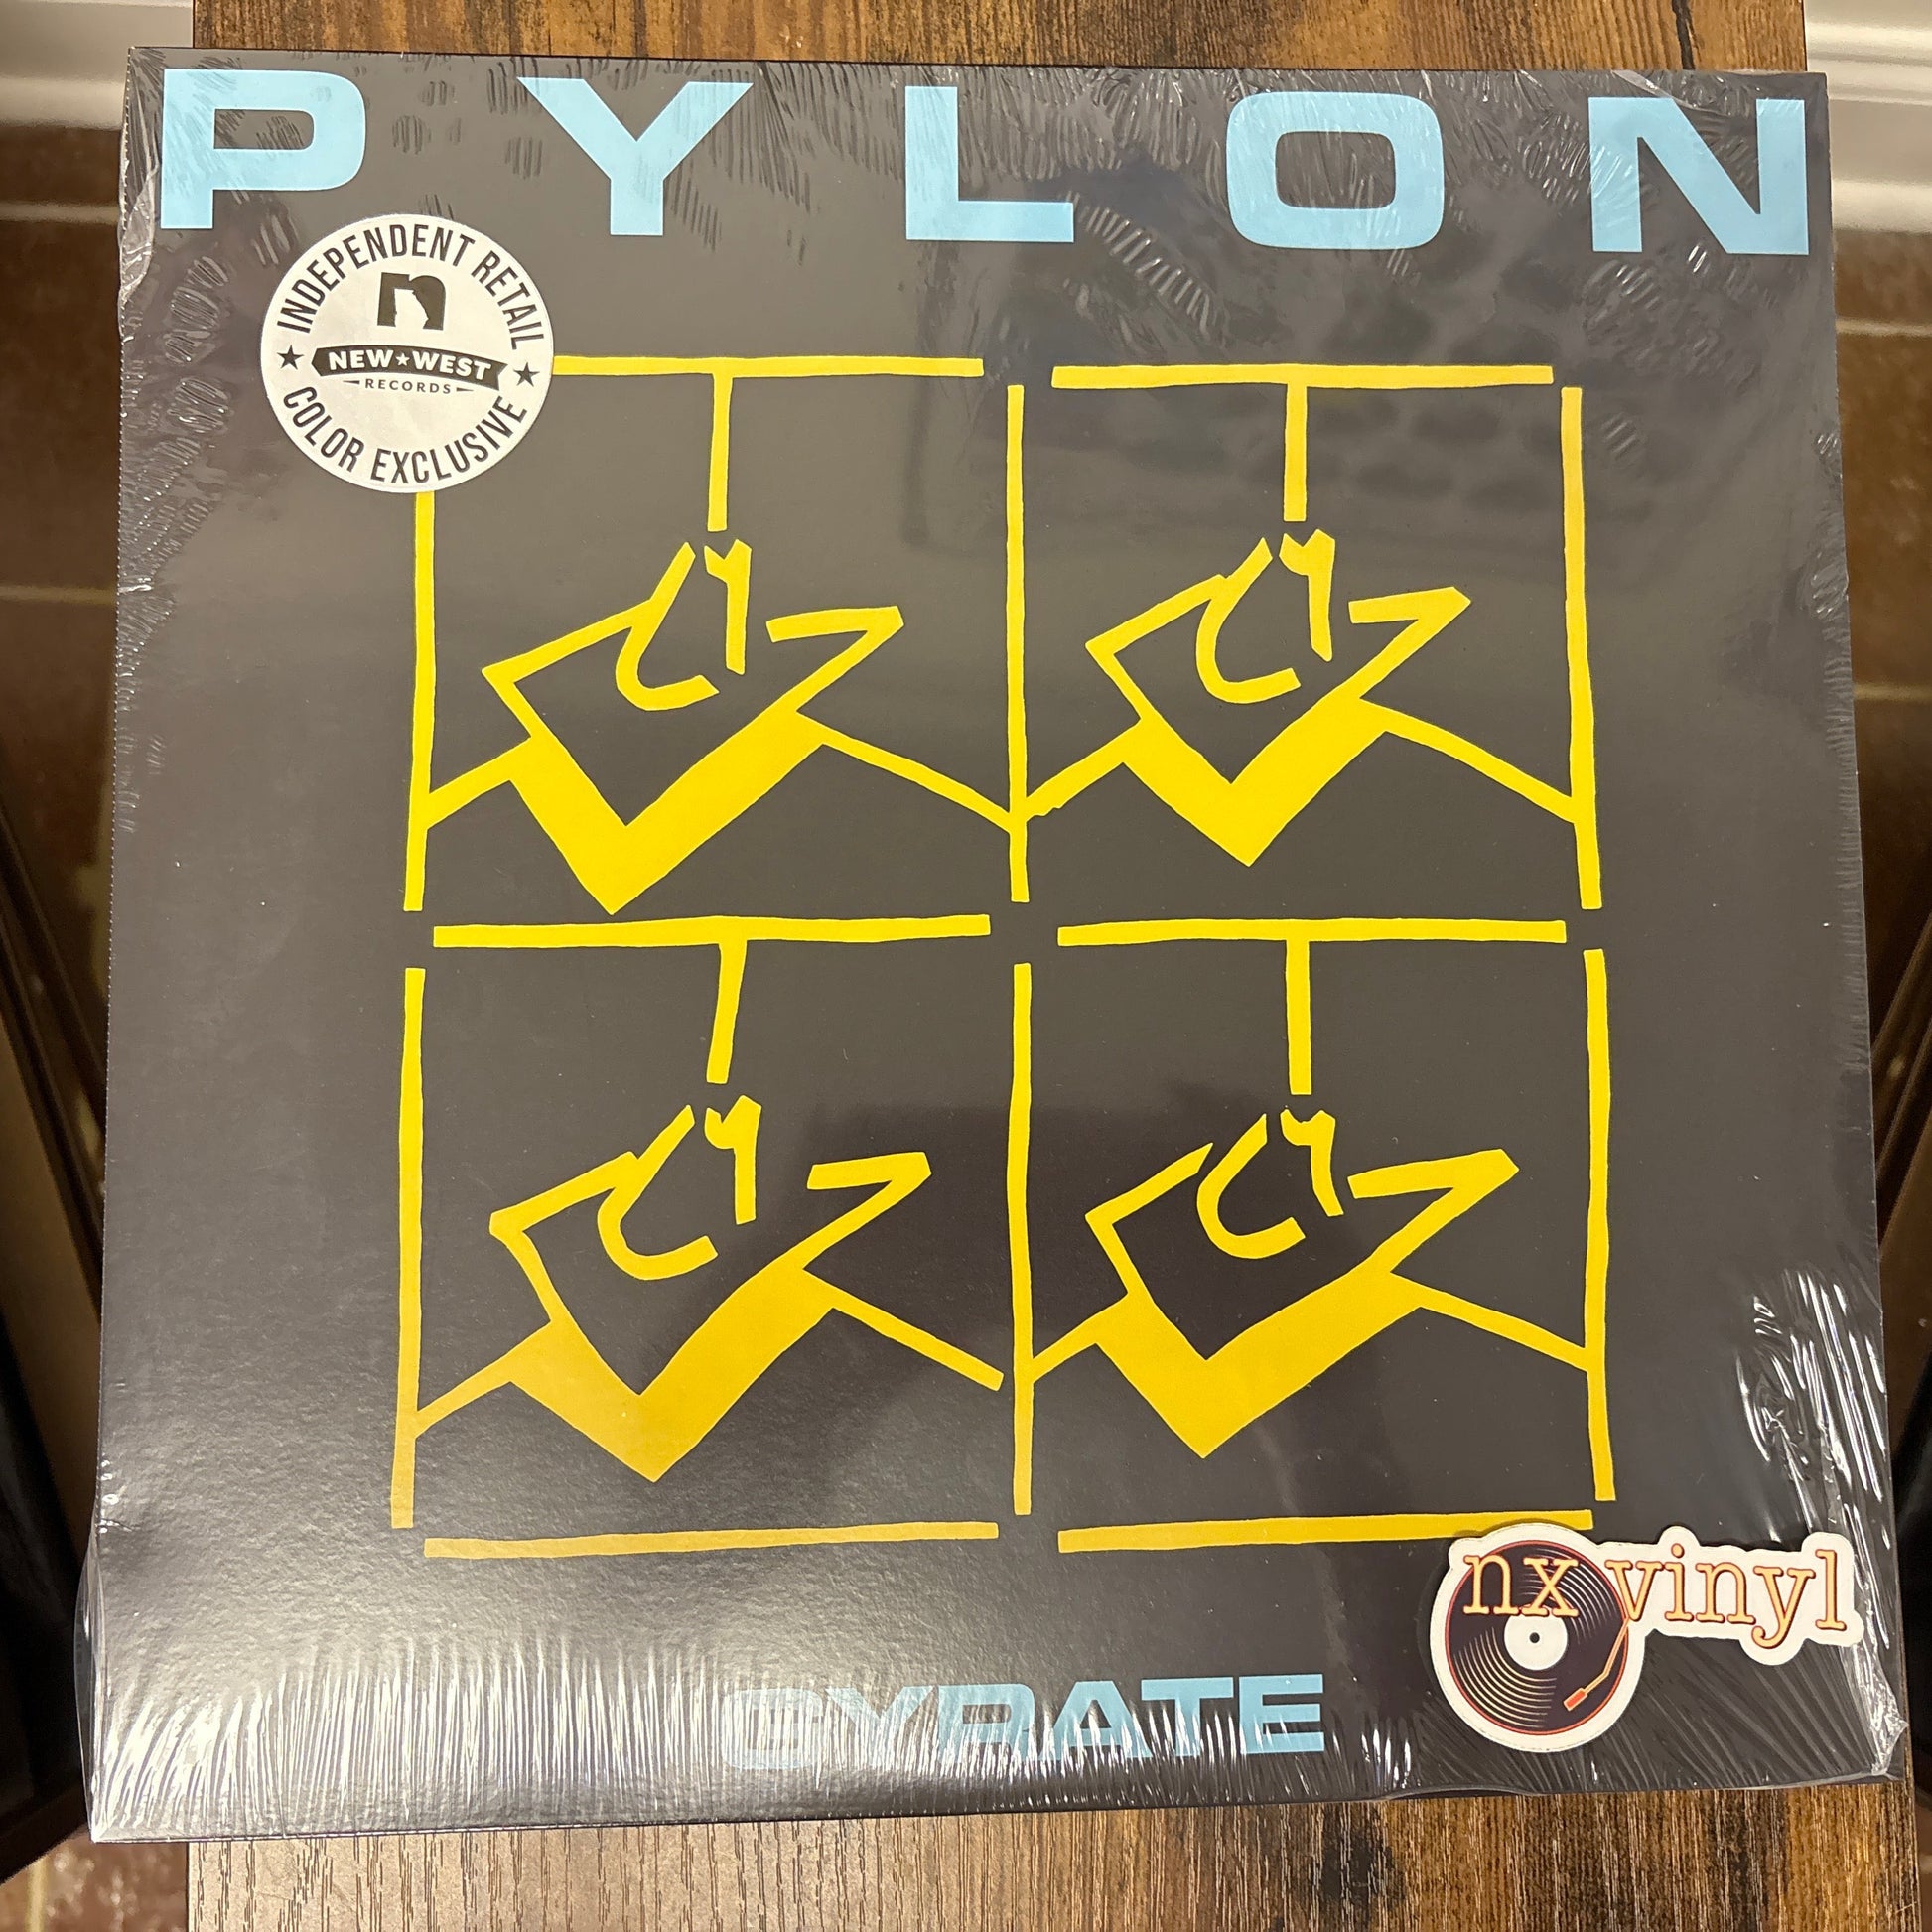 PYLON
INDEPENDENT RETAIL
n
NEW★WEST
RECORDS
COLOR EXCLUSIVE
GYRATE
nx vinyl